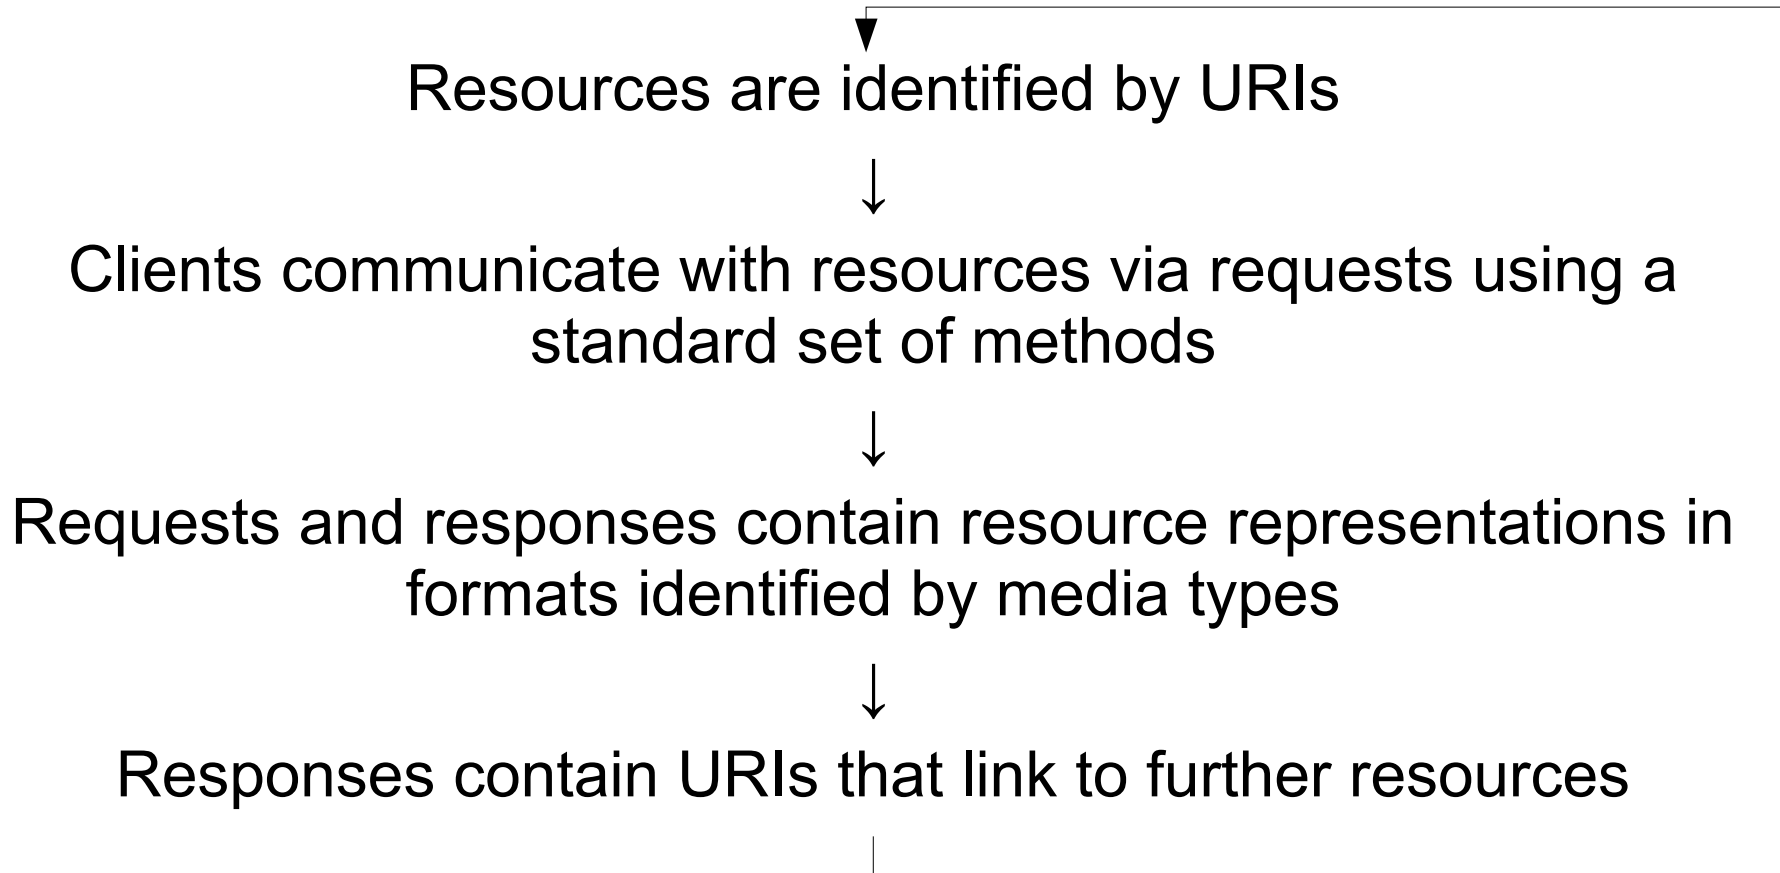 Resources are identified by URIs
↓
Clients communicate with resources via requests using a
standard set of methods
↓
Requests and responses contain resource representations in
formats identified by media types
↓
Responses contain URIs that link to further resources